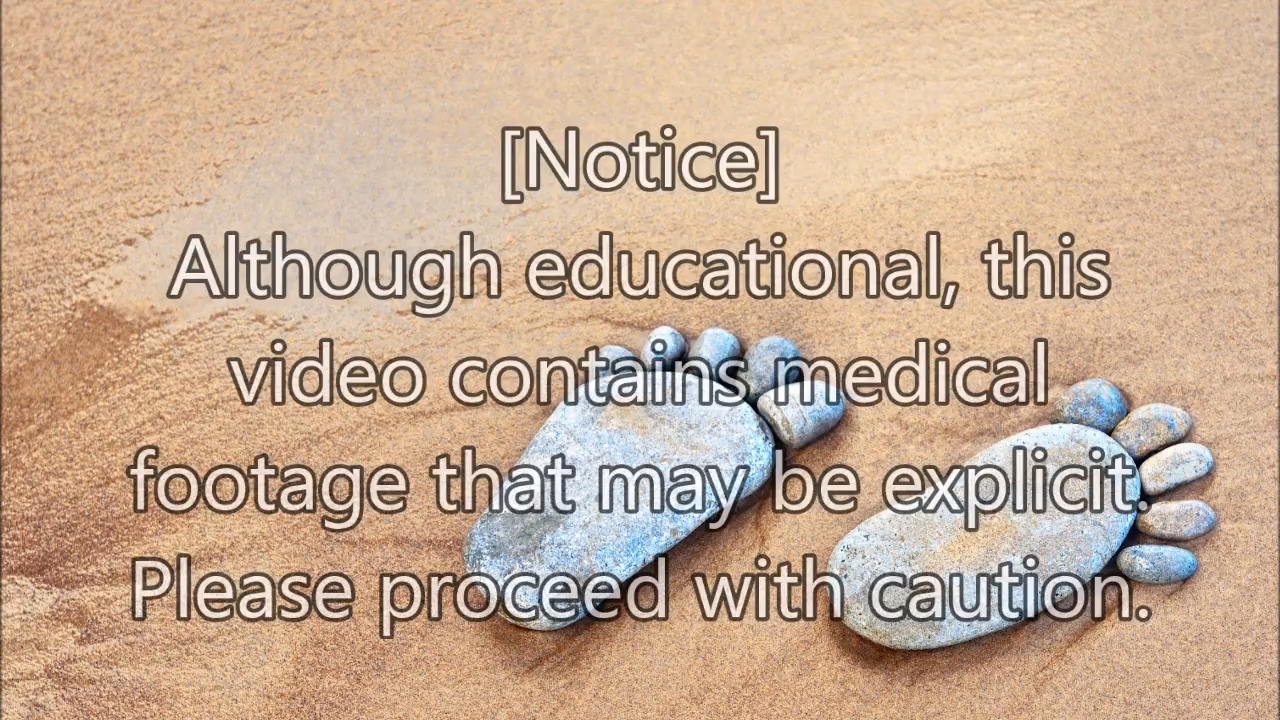 [Notice]
Although educational, this
video contains medical
footage that may be explicit.
Please proceed with caution.